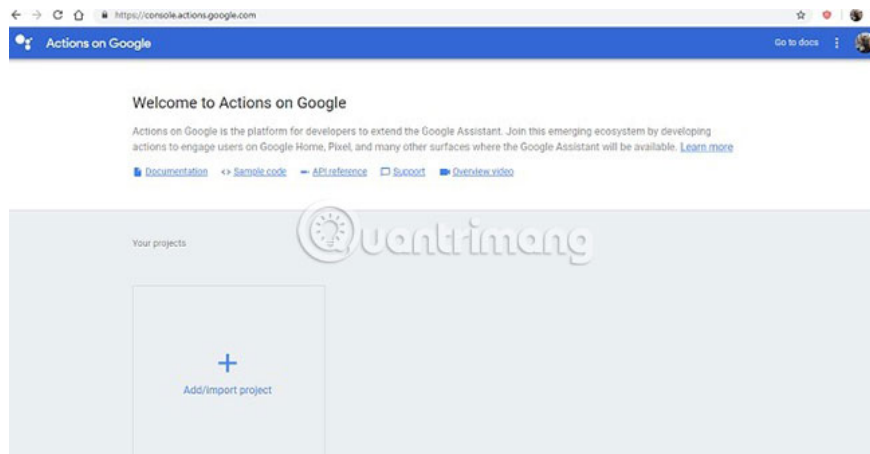 https://console.actions.google.com
Actions on Google
Go to docs
Welcome to Actions on Google
Actions on Google is the platform for developers to extend the Google Assistant. Join this emerging ecosystem by developing
actions to engage users on Google Home, Pixel, and many other surfaces where the Google Assistant will be available. Learn more
Documentation <> Sample code API reference Support Overview video
Quantrimang
Your projects
+
Add/import project